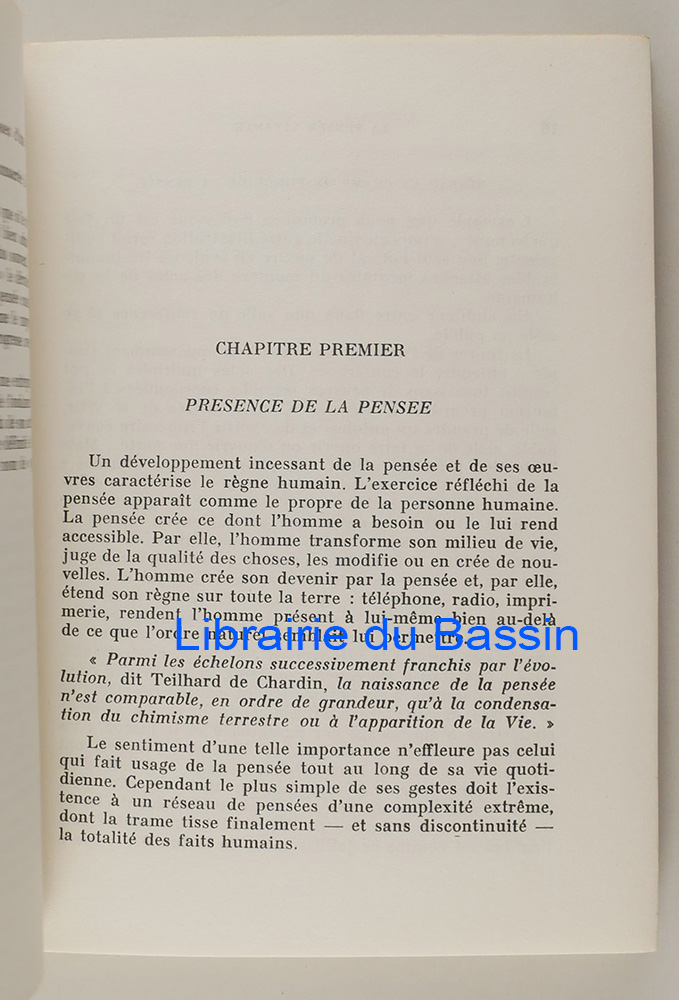 CHAPITRE PREMIER
PRESENCE DE LA PENSEE
Un développement incessant de la pensée et de ses œu-
vres caractérise le règne humain. L'exercice réfléchi de la
pensée apparaît comme le propre de la personne humaine.
La pensée crée ce dont l'homme a besoin ou le lui rend
accessible. Par elle, l'homme transforme son milieu de vie,
juge de la qualité des choses, les modifie ou en crée de nou-
velles. L'homme crée son devenir par la pensée et, par elle,
étend son règne sur toute la terre : téléphone, radio, impri-
merie, rendent l'homme présent à lui-même bien au-delà
de ce que l'ordre naturel semblait lui permettre.
Librairie du Bassin
« Parmi les échelons successivement franchis par l'évo-
lution, dit Teilhard de Chardin, la naissance de la pensée
n'est comparable, en ordre de grandeur, qu'à la condensa-
tion du chimisme terrestre ou à l'apparition de la Vie. »
Le sentiment d'une telle importance n'effleure pas celui
qui fait usage de la pensée tout au long de sa vie quoti-
dienne. Cependant le plus simple de ses gestes doit l'exis-
tence à un réseau de pensées d'une complexité extrême,
dont la trame tisse finalement — et sans discontinuité —
la totalité des faits humains.